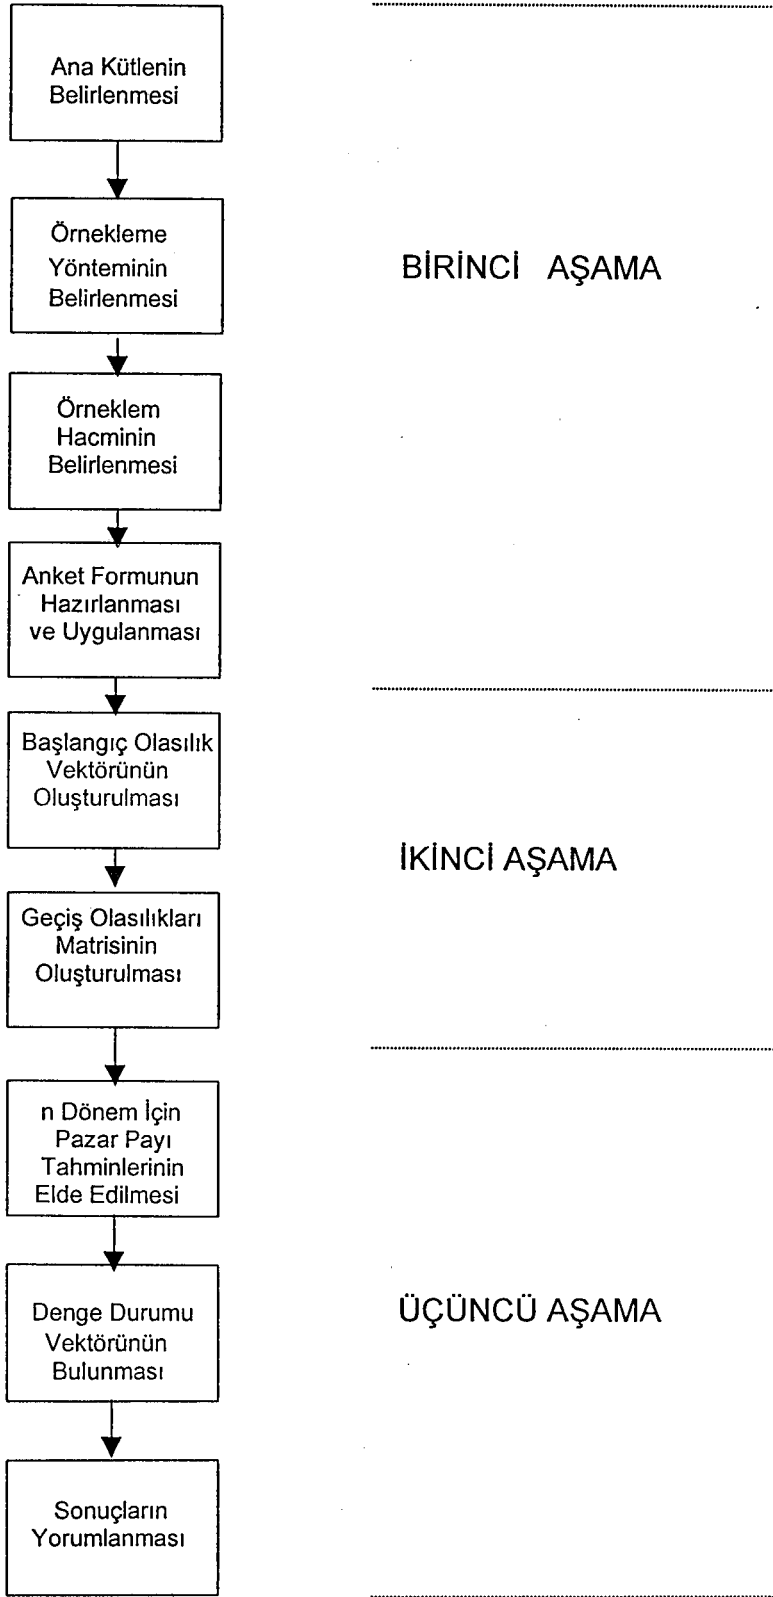 Ana Kütlenin
Belirlenmesi
Örnekleme
Yönteminin
Belirlenmesi
BİRİNCİ AŞAMA
Örneklem
Hacminin
Belirlenmesi
Anket Formunun
Hazırlanması
ve Uygulanması
Başlangıç Olasılık
Vektörünün
Oluşturulması
İKİNCİ AŞAMA
Geçiş Olasılıkları
Matrisinin
Oluşturulması
n Dönem İçin
Pazar Payı
Tahminlerinin
Elde Edilmesi
Denge Durumu
Vektörünün
Bulunması
ÜÇÜNCÜ AŞAMA
Sonuçların
Yorumlanması